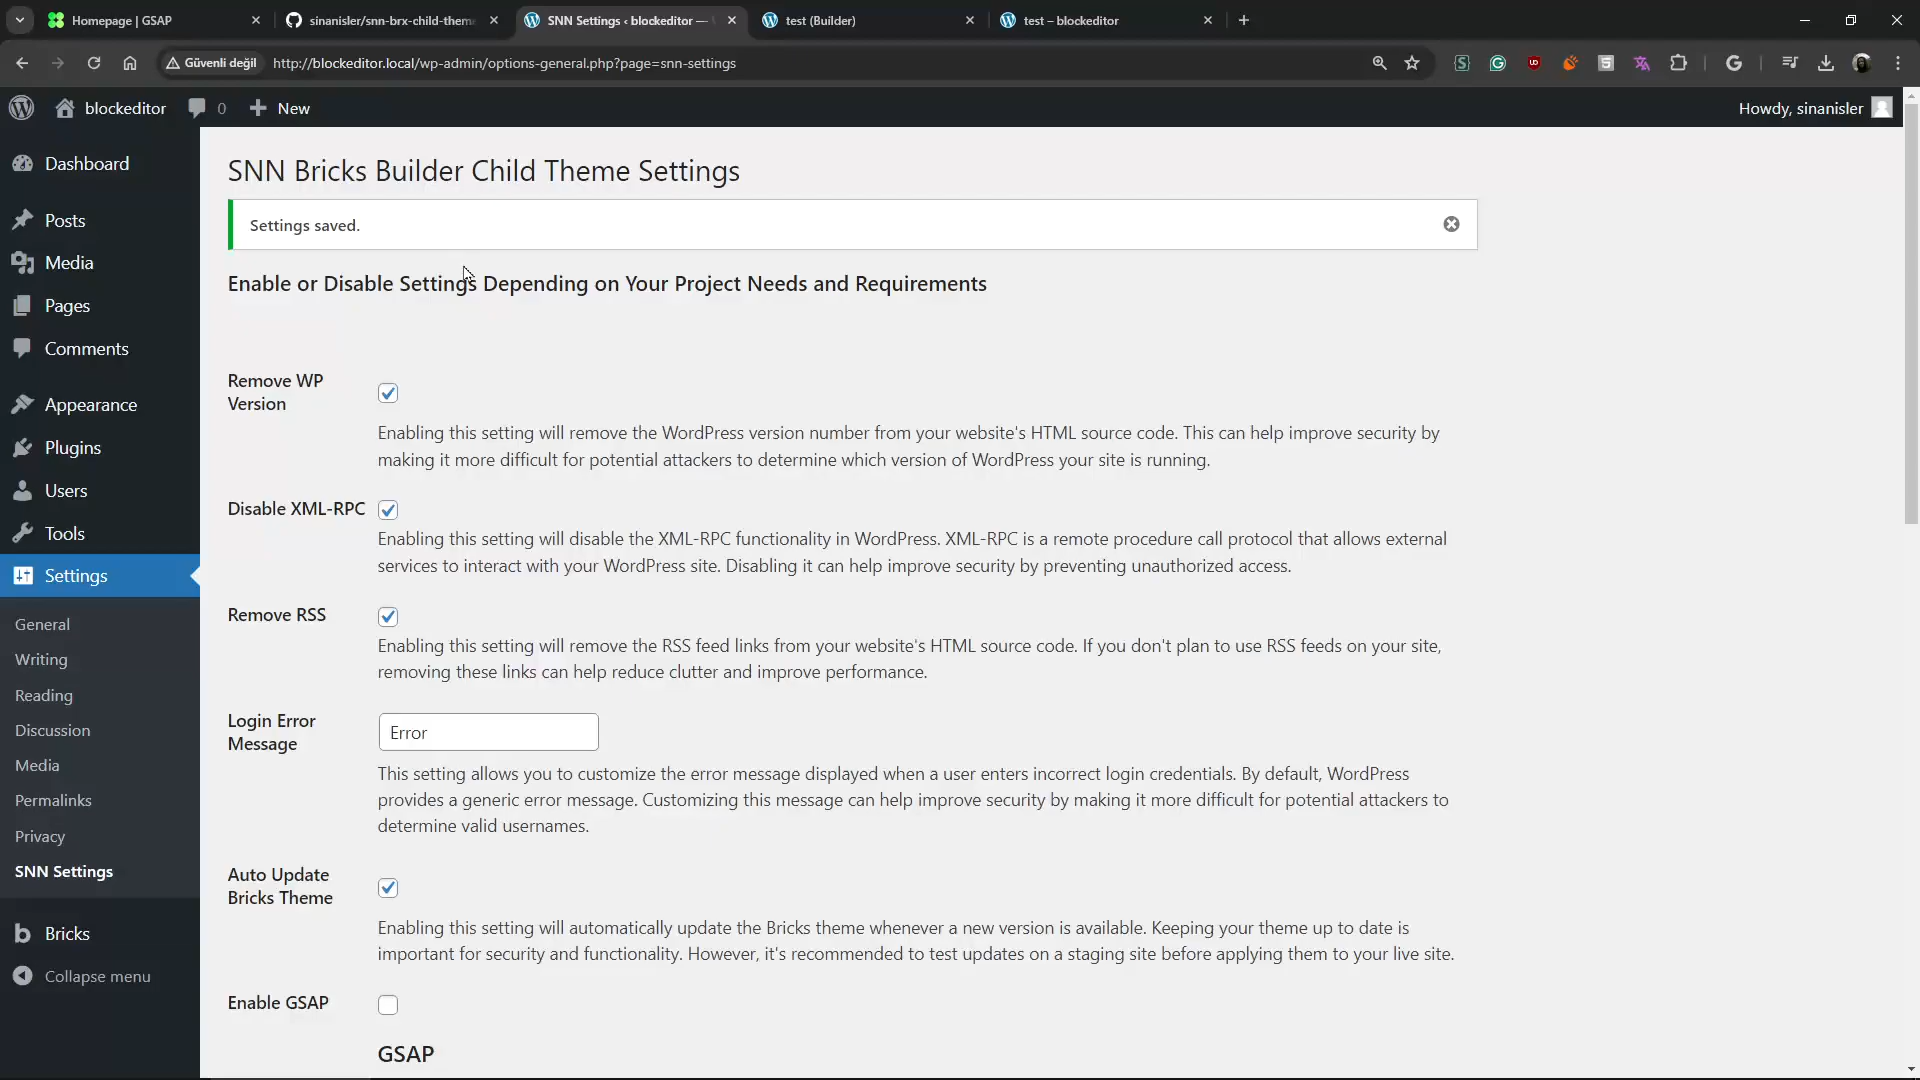 Homepage | GSAP
sinanisler/snn-brx-child-them
SNN Settings ‹ blockeditor —
test (Builder)
test – blockeditor
Güvenli değil
http://blockeditor.local/wp-admin/options-general.php?page=snn-settings
blockeditor
0
New
Howdy, sinanisler
Dashboard
Posts
Media
Pages
Comments
Appearance
Plugins
Users
Tools
Settings
General
Writing
Reading
Discussion
Media
Permalinks
Privacy
SNN Settings
Bricks
Collapse menu
SNN Bricks Builder Child Theme Settings
Settings saved.
Enable or Disable Settings Depending on Your Project Needs and Requirements
Remove WP
Version
Enabling this setting will remove the WordPress version number from your website's HTML source code. This can help improve security by
making it more difficult for potential attackers to determine which version of WordPress your site is running.
Disable XML-RPC
Enabling this setting will disable the XML-RPC functionality in WordPress. XML-RPC is a remote procedure call protocol that allows external
services to interact with your WordPress site. Disabling it can help improve security by preventing unauthorized access.
Remove RSS
Enabling this setting will remove the RSS feed links from your website's HTML source code. If you don't plan to use RSS feeds on your site,
removing these links can help reduce clutter and improve performance.
Login Error
Message
Error
This setting allows you to customize the error message displayed when a user enters incorrect login credentials. By default, WordPress
provides a generic error message. Customizing this message can help improve security by making it more difficult for potential attackers to
determine valid usernames.
Auto Update
Bricks Theme
Enabling this setting will automatically update the Bricks theme whenever a new version is available. Keeping your theme up to date is
important for security and functionality. However, it's recommended to test updates on a staging site before applying them to your live site.
Enable GSAP
GSAP